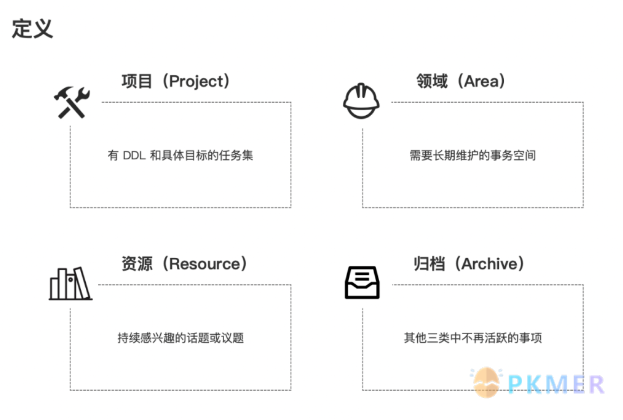 定义
项目（Project）
有 DDL 和具体目标的任务集
领域（Area）
需要长期维护的事务空间
资源（Resource）
持续感兴趣的话题或议题
归档（Archive）
其他三类中不再活跃的事项
PKMER